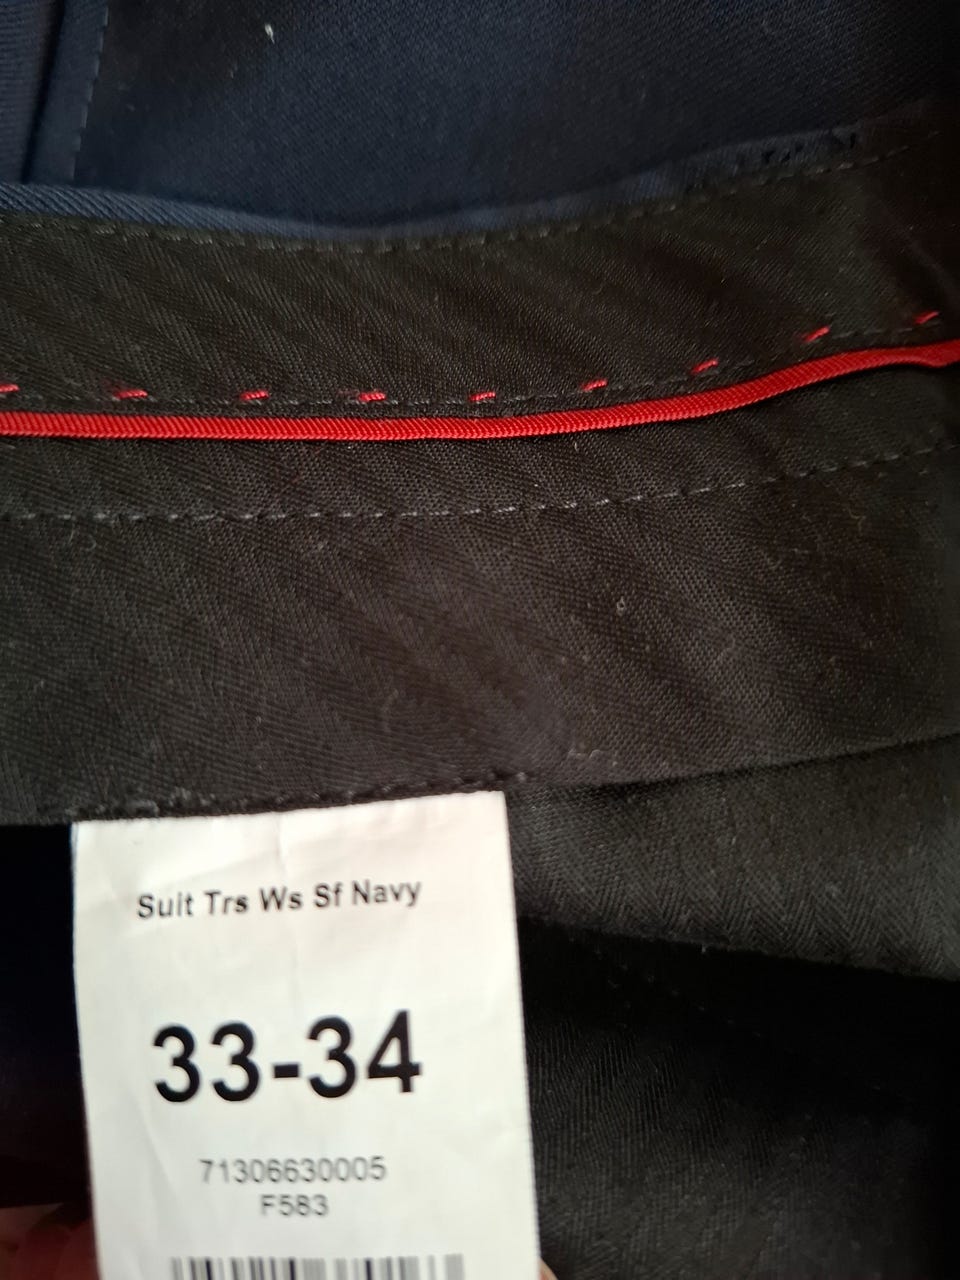 Suit Trs Ws Sf Navy
33-34
71306630005
F583